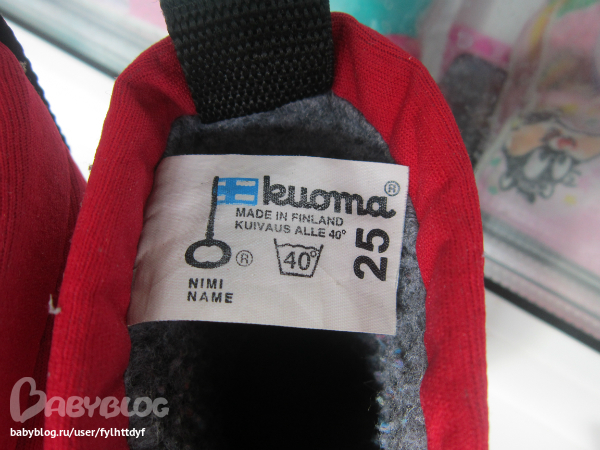 kuoma®
MADE IN FINLAND
KUIVAUS ALLE 40°
25
®
40°
NIMI
NAME
BABYBLOG
babyblog.ru/user/fylhttdyf